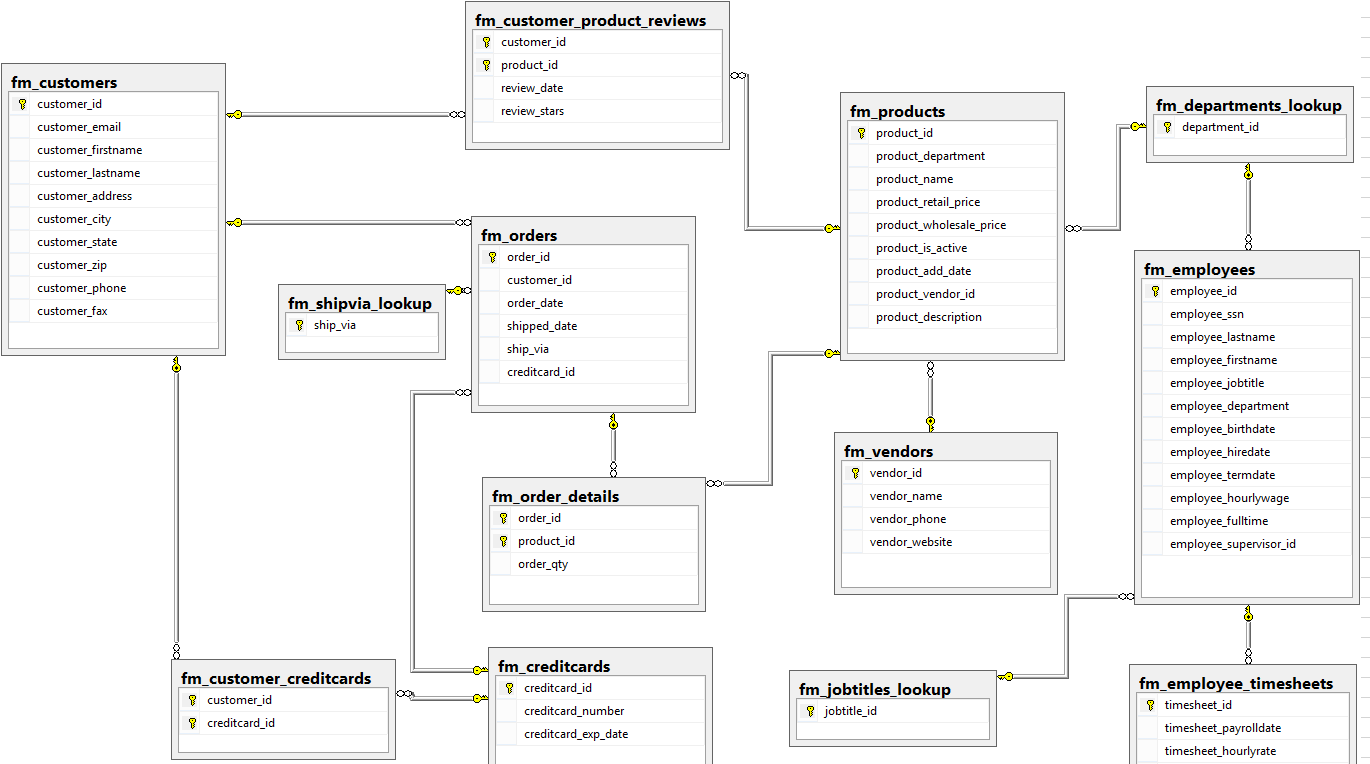 fm_customer_product_reviews
customer_id
product_id
review_date
review_stars
fm_customers
customer_id
customer_email
customer_firstname
customer_lastname
customer_address
customer_city
customer_state
customer_zip
customer_phone
customer_fax
fm_products
product_id
product_department
product_name
product_retail_price
product_wholesale_price
product_is_active
product_add_date
product_vendor_id
product_description
fm_departments_lookup
department_id
fm_orders
order_id
customer_id
order_date
shipped_date
ship_via
creditcard_id
fm_shipvia_lookup
ship_via
fm_employees
employee_id
employee_ssn
employee_lastname
employee_firstname
employee_jobtitle
employee_department
employee_birthdate
employee_hiredate
employee_termdate
employee_hourlywage
employee_fulltime
employee_supervisor_id
fm_vendors
vendor_id
vendor_name
vendor_phone
vendor_website
fm_order_details
order_id
product_id
order_qty
fm_customer_creditcards
customer_id
creditcard_id
fm_creditcards
creditcard_id
creditcard_number
creditcard_exp_date
fm_jobtitles_lookup
jobtitle_id
fm_employee_timesheets
timesheet_id
timesheet_payrolldate
timesheet_hourlyrate